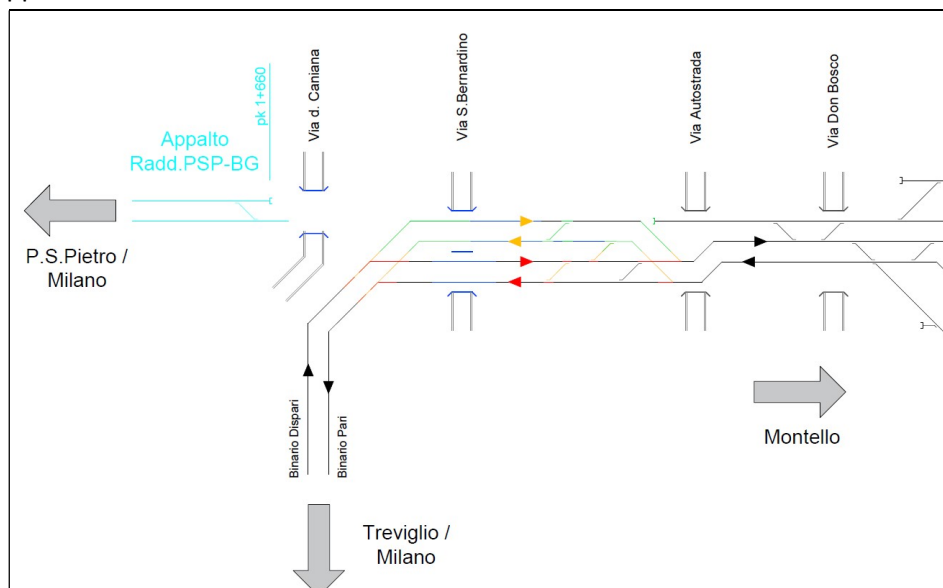 pk 1+660
Via d. Caniana
Via S.Bernardino
Via Autostrada
Via Don Bosco
Appalto
Radd.PSP-BG
P.S.Pietro /
Milano
Binario Dispari
Binario Pari
Montello
Treviglio /
Milano